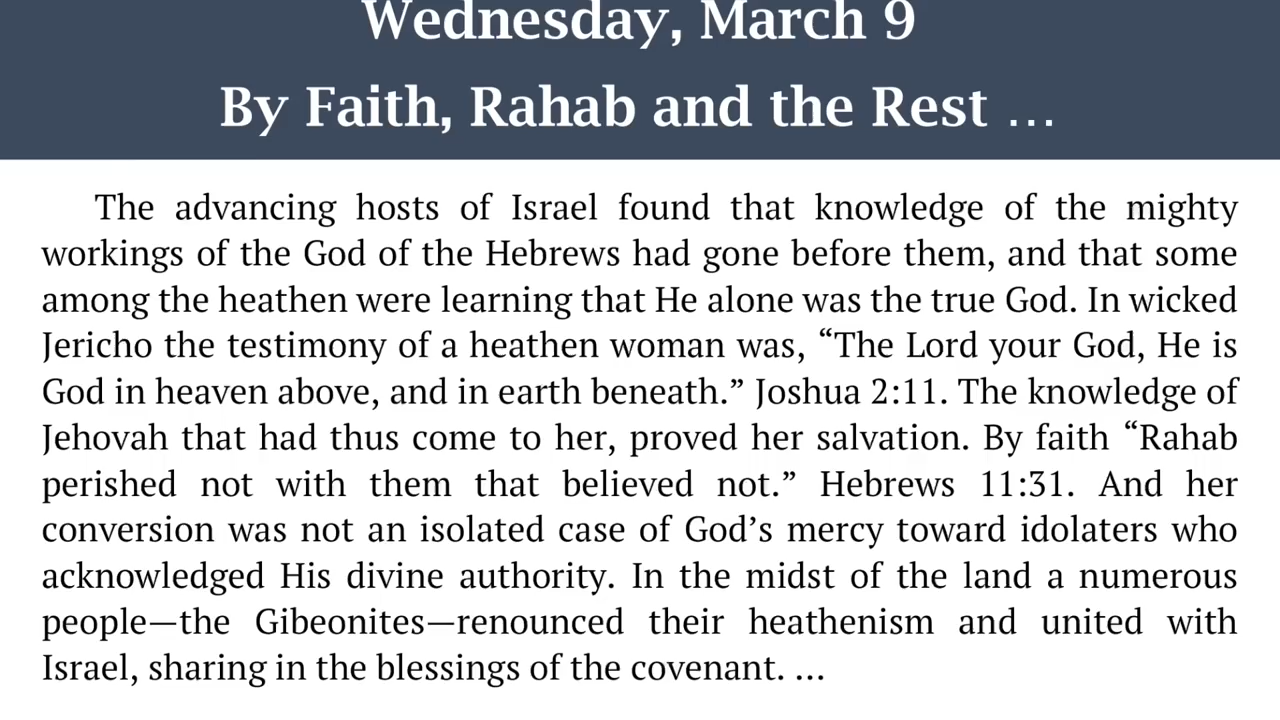 Wednesday, March 9
By Faith, Rahab and the Rest …
The advancing hosts of Israel found that knowledge of the mighty
workings of the God of the Hebrews had gone before them, and that some
among the heathen were learning that He alone was the true God. In wicked
Jericho the testimony of a heathen woman was, “The Lord your God, He is
God in heaven above, and in earth beneath.” Joshua 2:11. The knowledge of
Jehovah that had thus come to her, proved her salvation. By faith “Rahab
perished not with them that believed not.” Hebrews 11:31. And her
conversion was not an isolated case of God’s mercy toward idolaters who
acknowledged His divine authority. In the midst of the land a numerous
people—the Gibeonites—renounced their heathenism and united with
Israel, sharing in the blessings of the covenant. …